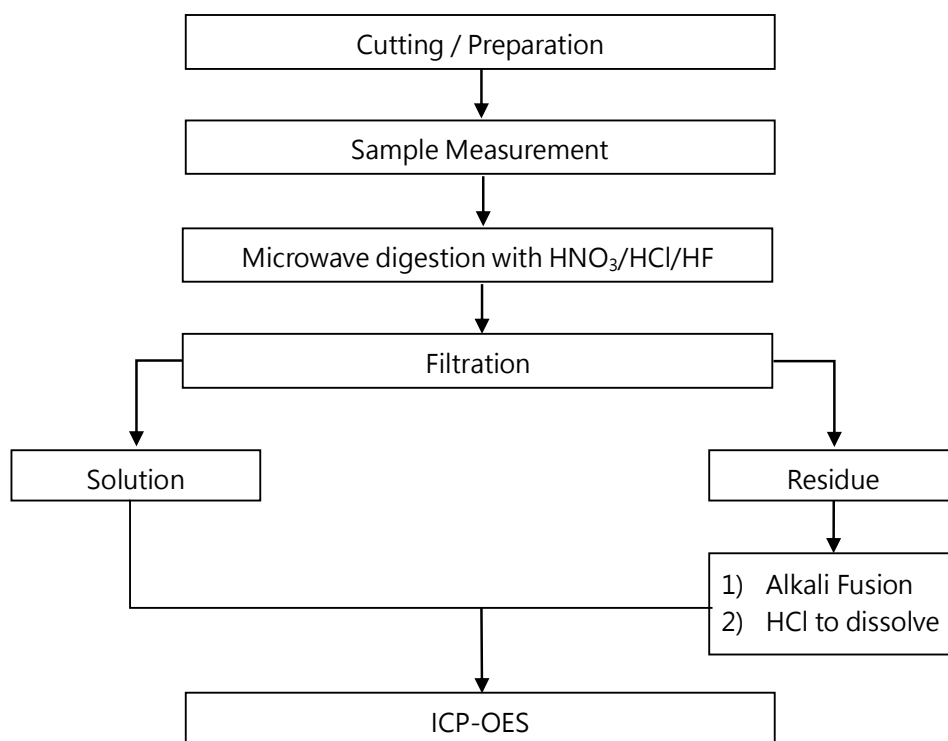 Cutting / Preparation
Sample Measurement
Microwave digestion with HNO₃/HCl/HF
Filtration
Solution
Residue
1) Alkali Fusion
2) HCl to dissolve
ICP-OES